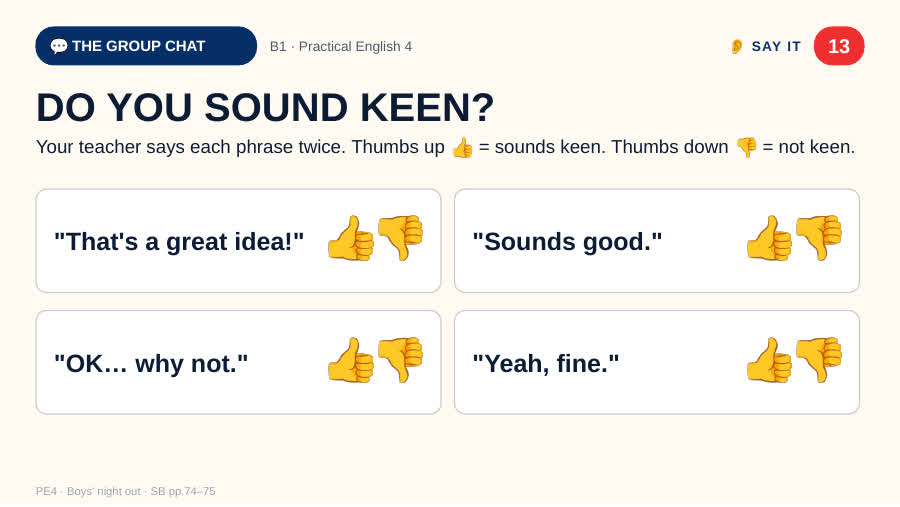 💬 THE GROUP CHAT
B1 · Practical English 4
👂 SAY IT
13
DO YOU SOUND KEEN?
Your teacher says each phrase twice. Thumbs up 👍 = sounds keen. Thumbs down 👎 = not keen.
"That's a great idea!" 👍👎
"Sounds good." 👍👎
"OK… why not." 👍👎
"Yeah, fine." 👍👎
PE4 · Boys' night out · SB pp.74–75